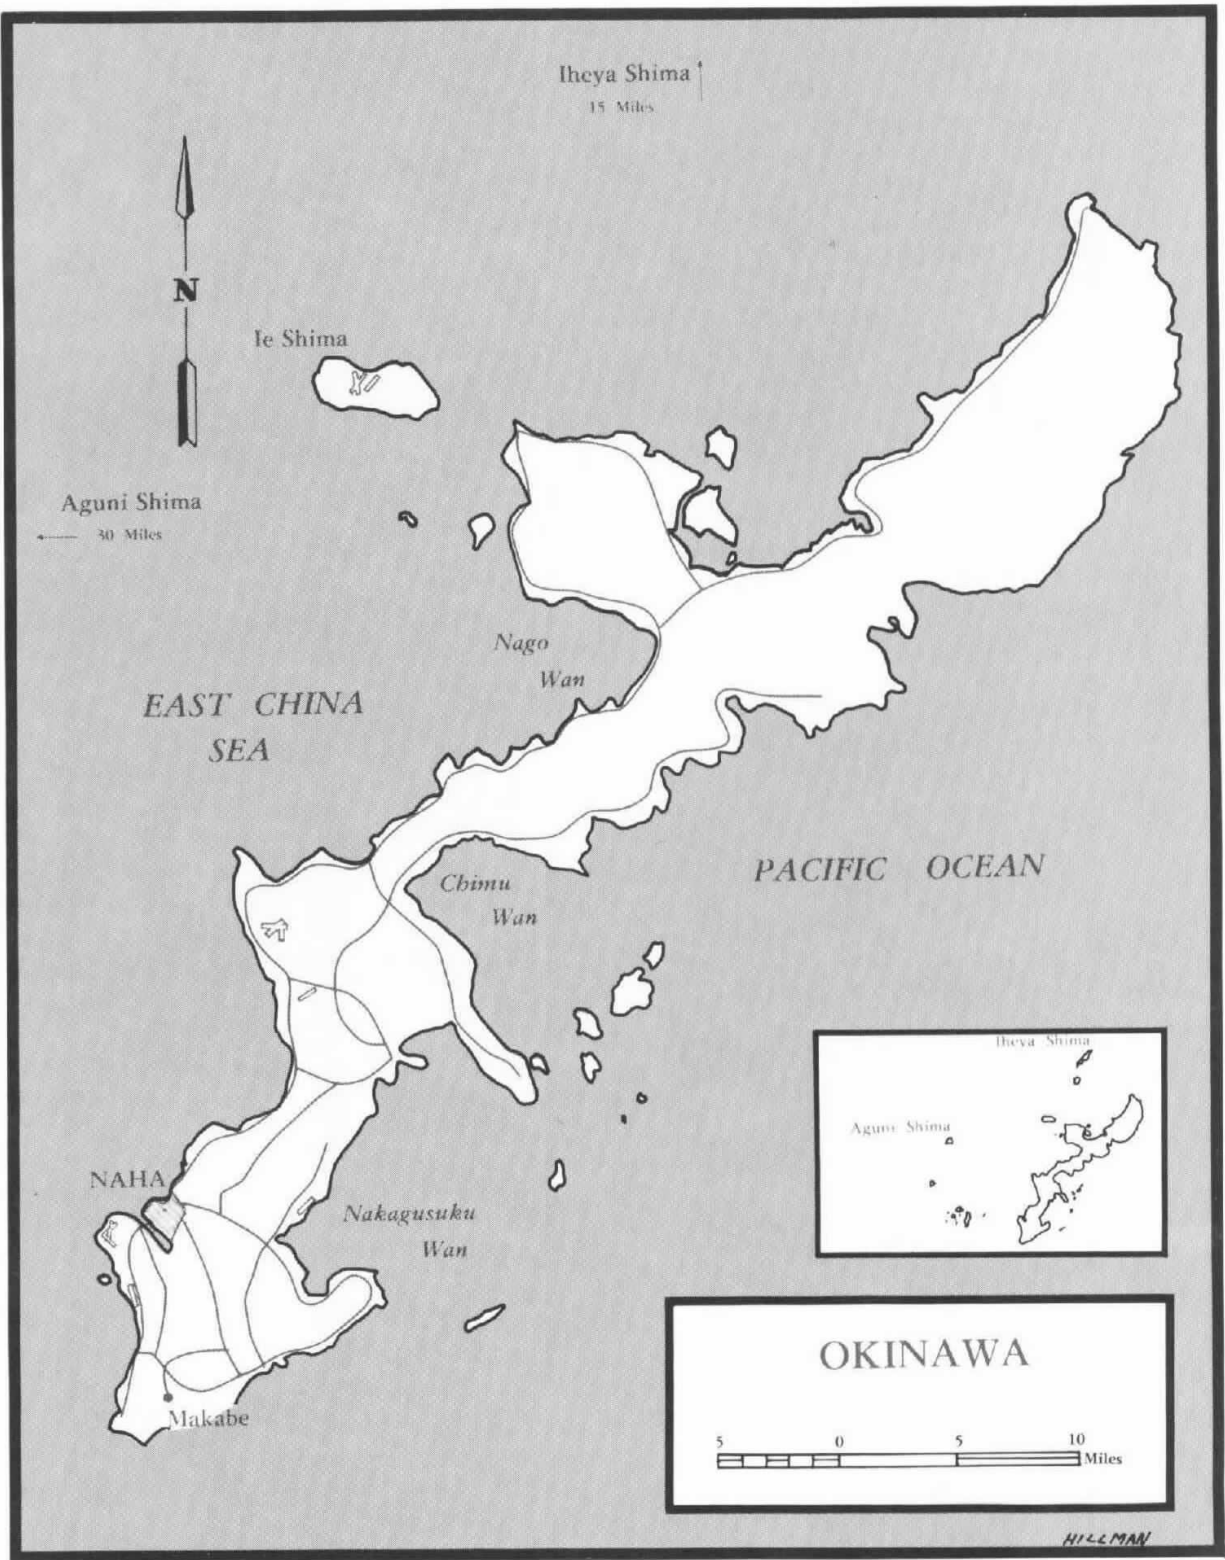 Iheya Shima
15 Miles
N
Ie Shima
Aguni Shima
30 Miles
Nago
Wan
EAST CHINA
SEA
PACIFIC OCEAN
Chimu
Wan
Iheya Shima
Aguni Shima
NAHA
Nakagusuku
Wan
OKINAWA
5 0 5 10
Miles
Makabe
HILLMAN